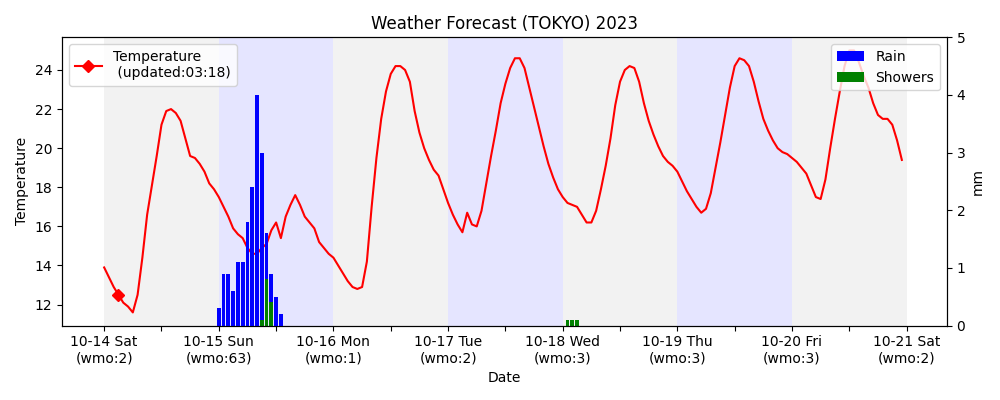 Weather Forecast (TOKYO) 2023
Temperature
(updated:03:18)
Rain
Showers
Temperature
24
22
20
18
16
14
12
5
4
3
2
1
0
mm
10-14 Sat
(wmo:2)
10-15 Sun
(wmo:63)
10-16 Mon
(wmo:1)
10-17 Tue
(wmo:2)
10-18 Wed
(wmo:3)
10-19 Thu
(wmo:3)
10-20 Fri
(wmo:3)
10-21 Sat
(wmo:2)
Date